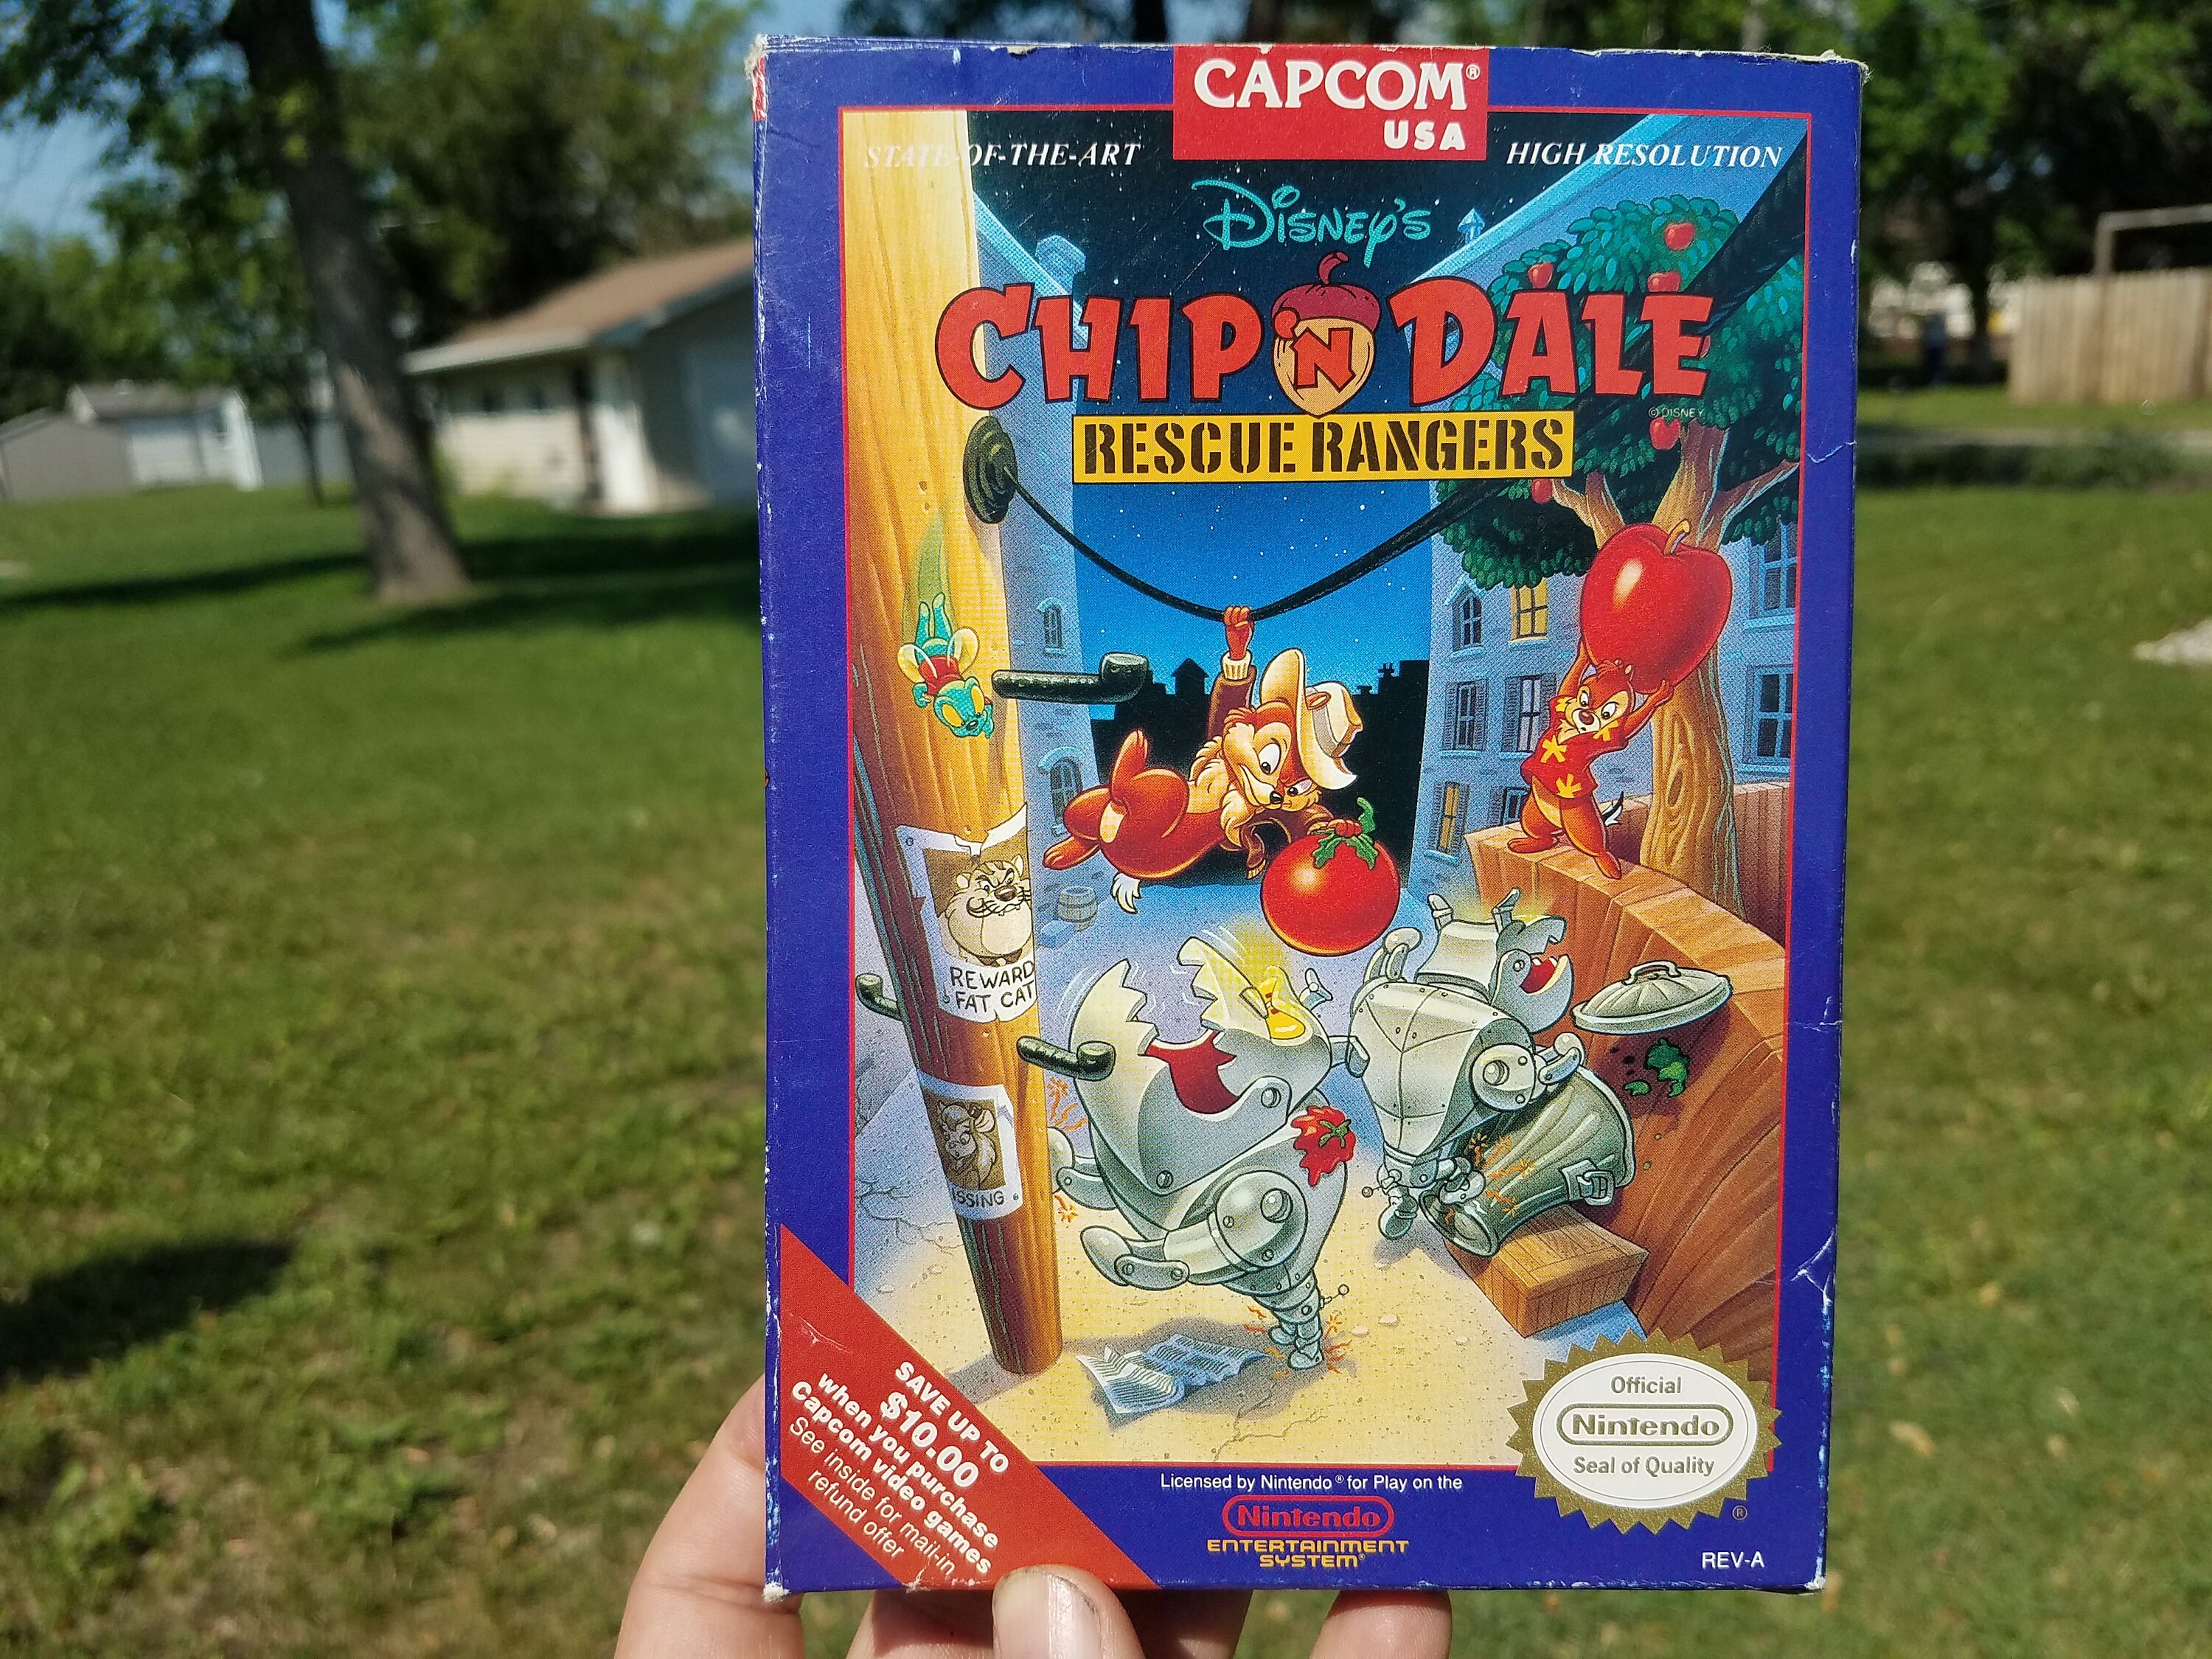 CAPCOM®
USA
STATE-OF-THE-ART
HIGH RESOLUTION
DISNEY'S
CHIP 'N DALE
©DISNEY
RESCUE RANGERS
REWARD
FAT CAT
ISSING
SAVE UP TO
$10.00
when you purchase
Capcom video games
See inside for mail-in
refund offer
Official
Nintendo
Seal of Quality
®
Licensed by Nintendo® for Play on the
Nintendo
ENTERTAINMENT
SYSTEM®
REV-A